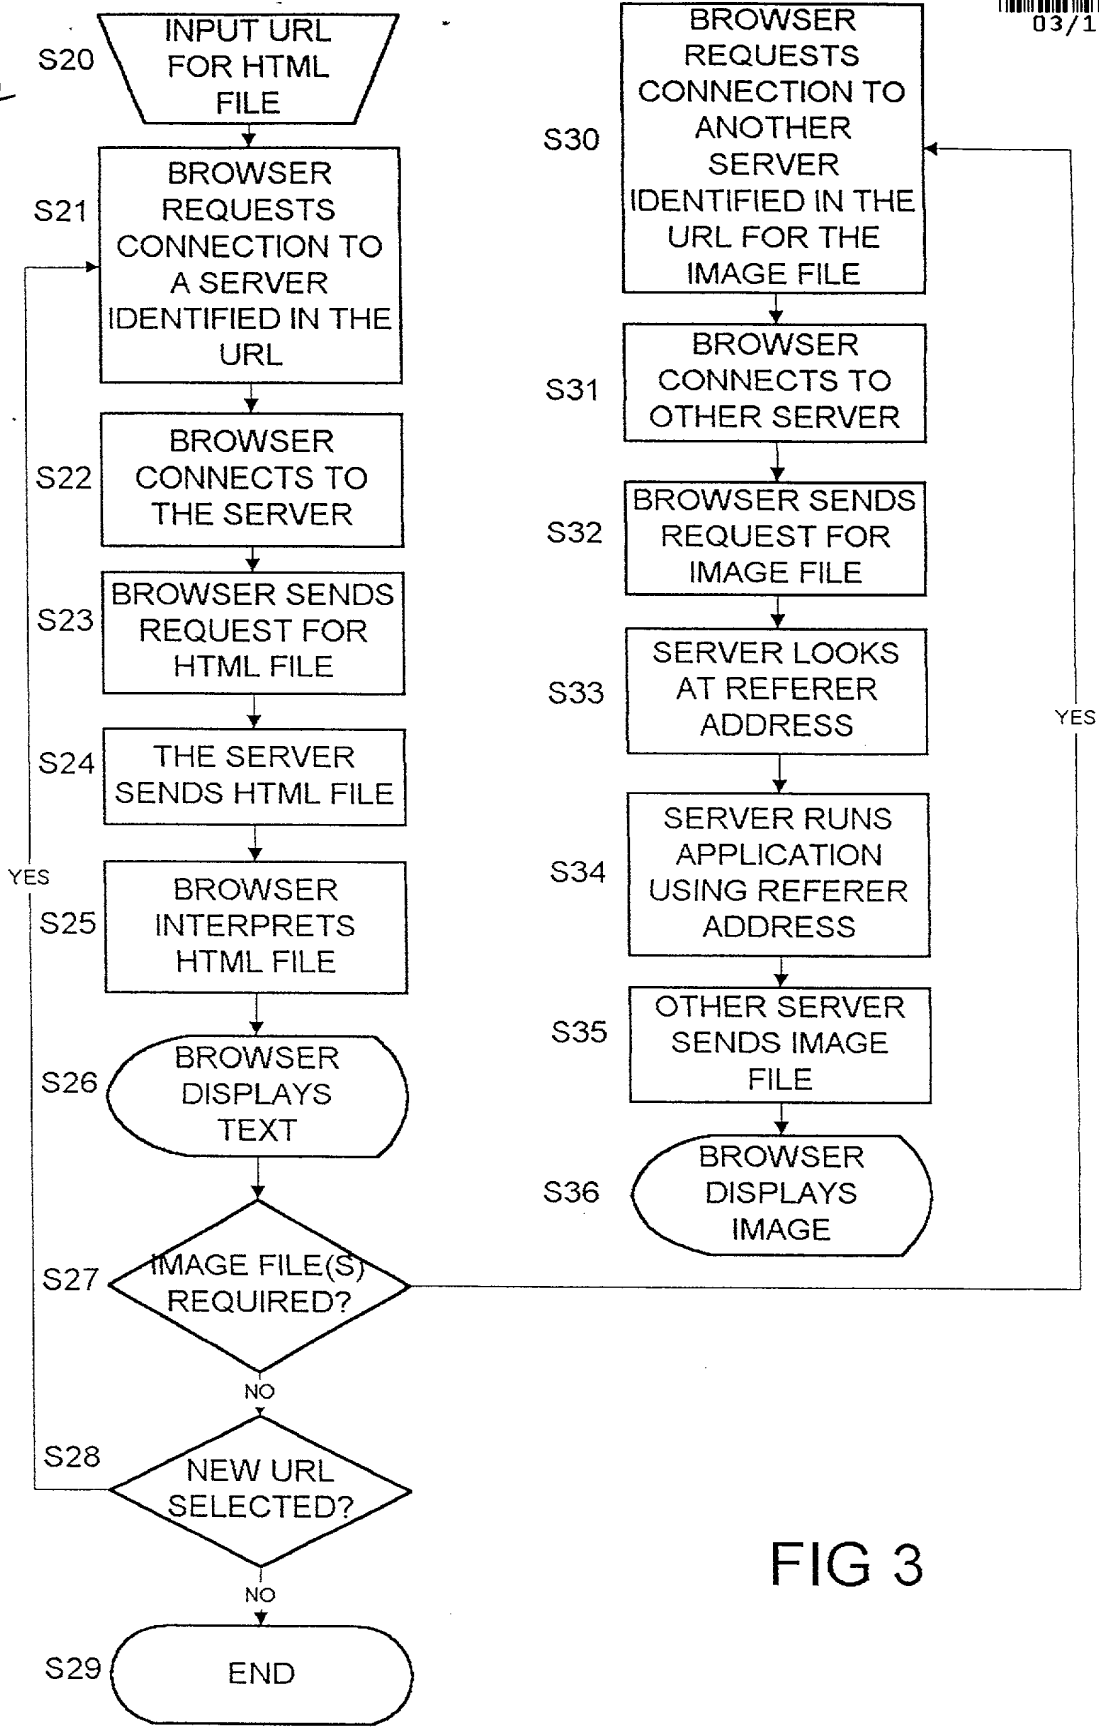 S20
INPUT URL
FOR HTML
FILE
S21
BROWSER
REQUESTS
CONNECTION TO
A SERVER
IDENTIFIED IN THE
URL
S22
BROWSER
CONNECTS TO
THE SERVER
S23
BROWSER SENDS
REQUEST FOR
HTML FILE
S24
THE SERVER
SENDS HTML FILE
YES
S25
BROWSER
INTERPRETS
HTML FILE
S26
BROWSER
DISPLAYS
TEXT
S27
IMAGE FILE(S)
REQUIRED?
NO
S28
NEW URL
SELECTED?
NO
S29
END
03/1
S30
BROWSER
REQUESTS
CONNECTION TO
ANOTHER
SERVER
IDENTIFIED IN THE
URL FOR THE
IMAGE FILE
S31
BROWSER
CONNECTS TO
OTHER SERVER
S32
BROWSER SENDS
REQUEST FOR
IMAGE FILE
S33
SERVER LOOKS
AT REFERER
ADDRESS
YES
S34
SERVER RUNS
APPLICATION
USING REFERER
ADDRESS
S35
OTHER SERVER
SENDS IMAGE
FILE
S36
BROWSER
DISPLAYS
IMAGE
FIG 3